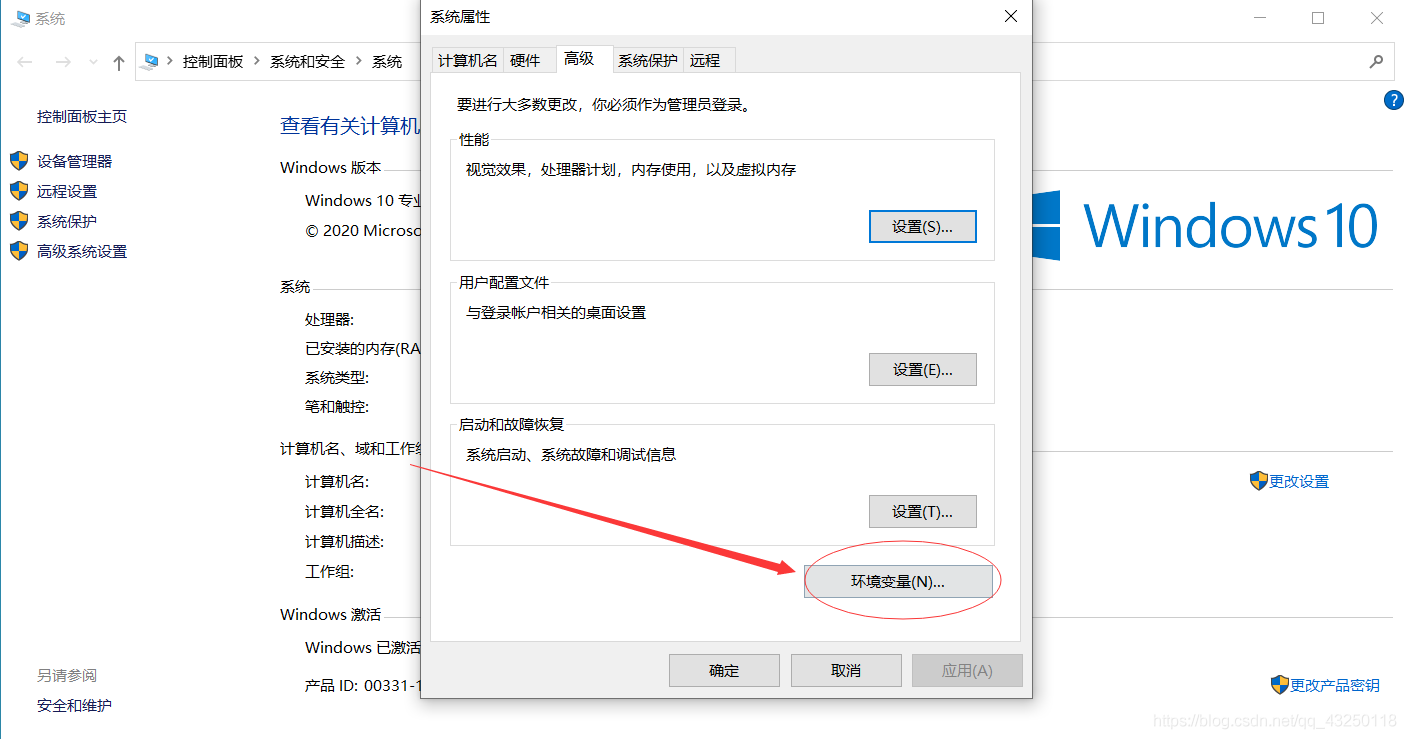 系统
控制面板
系统和安全
系统
控制面板主页
设备管理器
远程设置
系统保护
高级系统设置
另请参阅
安全和维护
查看有关计算机
Windows 版本
Windows 10 专业
© 2020 Microso
系统
处理器:
已安装的内存(RA
系统类型:
笔和触控:
计算机名、域和工作组
计算机名:
计算机全名:
计算机描述:
工作组:
Windows 激活
Windows 已激活
产品 ID: 00331-1
系统属性
计算机名
硬件
高级
系统保护
远程
要进行大多数更改，你必须作为管理员登录。
性能
视觉效果，处理器计划，内存使用，以及虚拟内存
设置(S)...
用户配置文件
与登录帐户相关的桌面设置
设置(E)...
启动和故障恢复
系统启动、系统故障和调试信息
设置(T)...
环境变量(N)...
确定
取消
应用(A)
?
Windows 10
更改设置
更改产品密钥
https://blog.csdn.net/qq_43250118